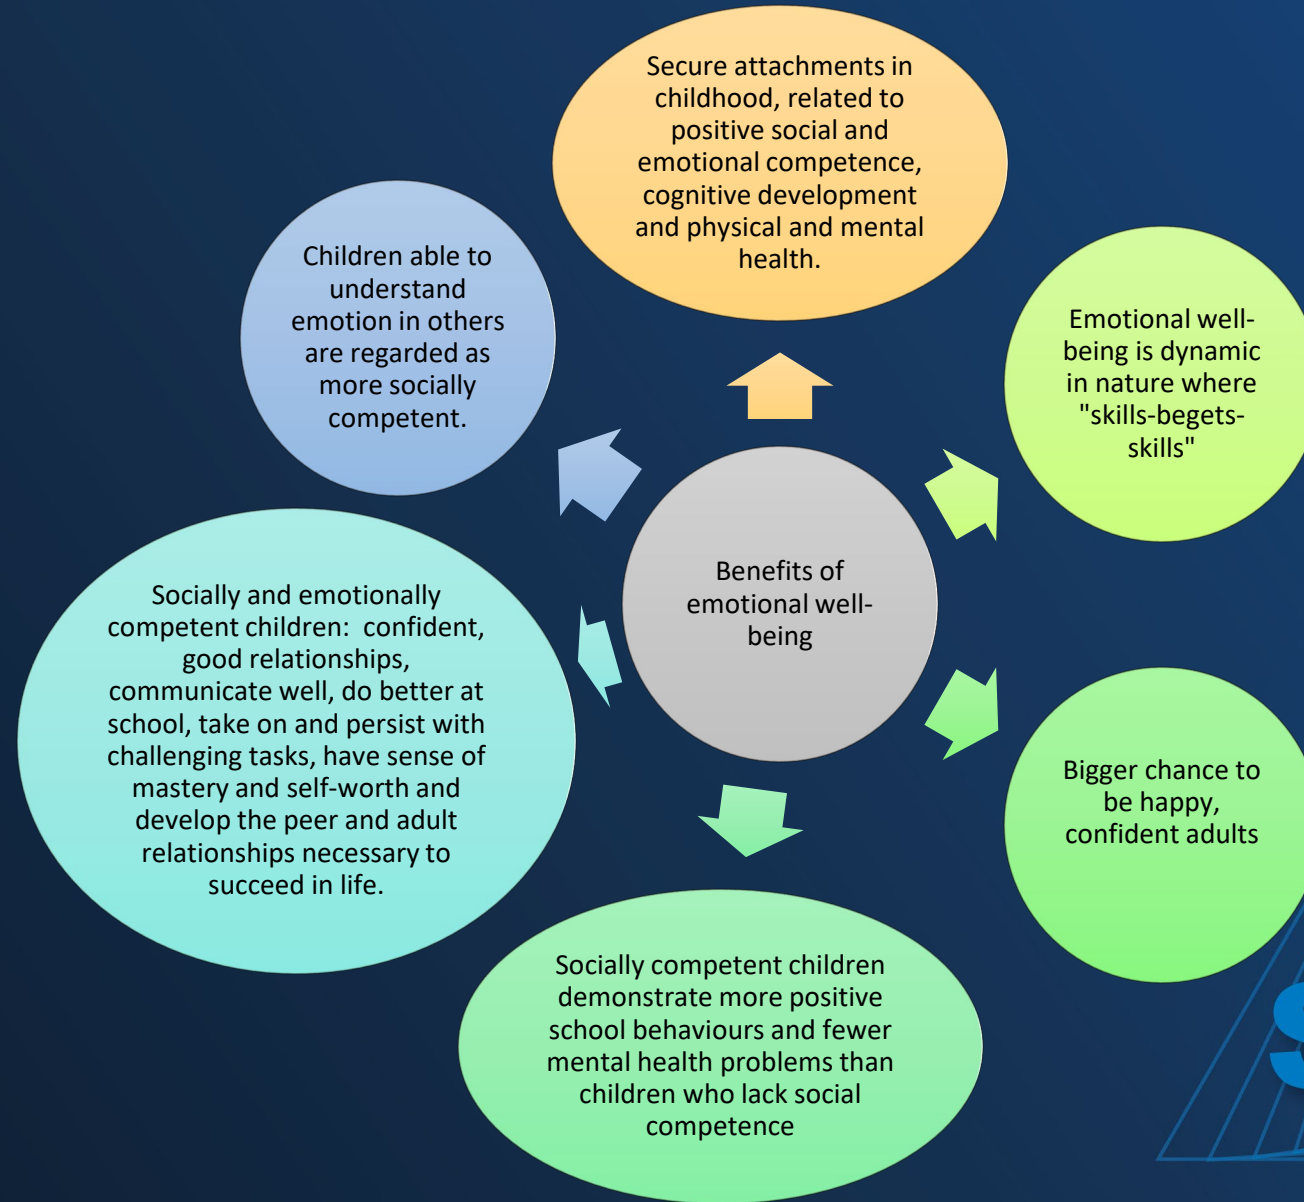 Secure attachments in
childhood, related to
positive social and
emotional competence,
cognitive development
and physical and mental
health.
Emotional well-
being is dynamic
in nature where
"skills-begets-
skills"
Bigger chance to
be happy,
confident adults
Socially competent children
demonstrate more positive
school behaviours and fewer
mental health problems than
children who lack social
competence
Socially and emotionally
competent children:  confident,
good relationships,
communicate well, do better at
school, take on and persist with
challenging tasks, have sense of
mastery and self-worth and
develop the peer and adult
relationships necessary to
succeed in life.
Children able to
understand
emotion in others
are regarded as
more socially
competent.
Benefits of
emotional well-
being